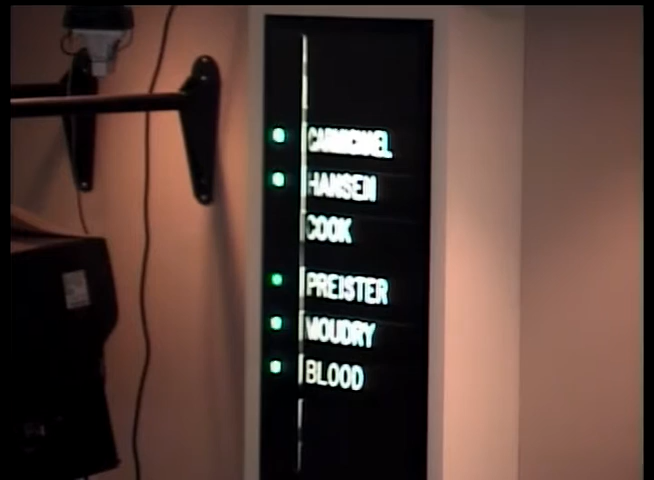 CARMICHAEL
HANSEN
COOK
PREISTER
MOUDRY
BLOOD